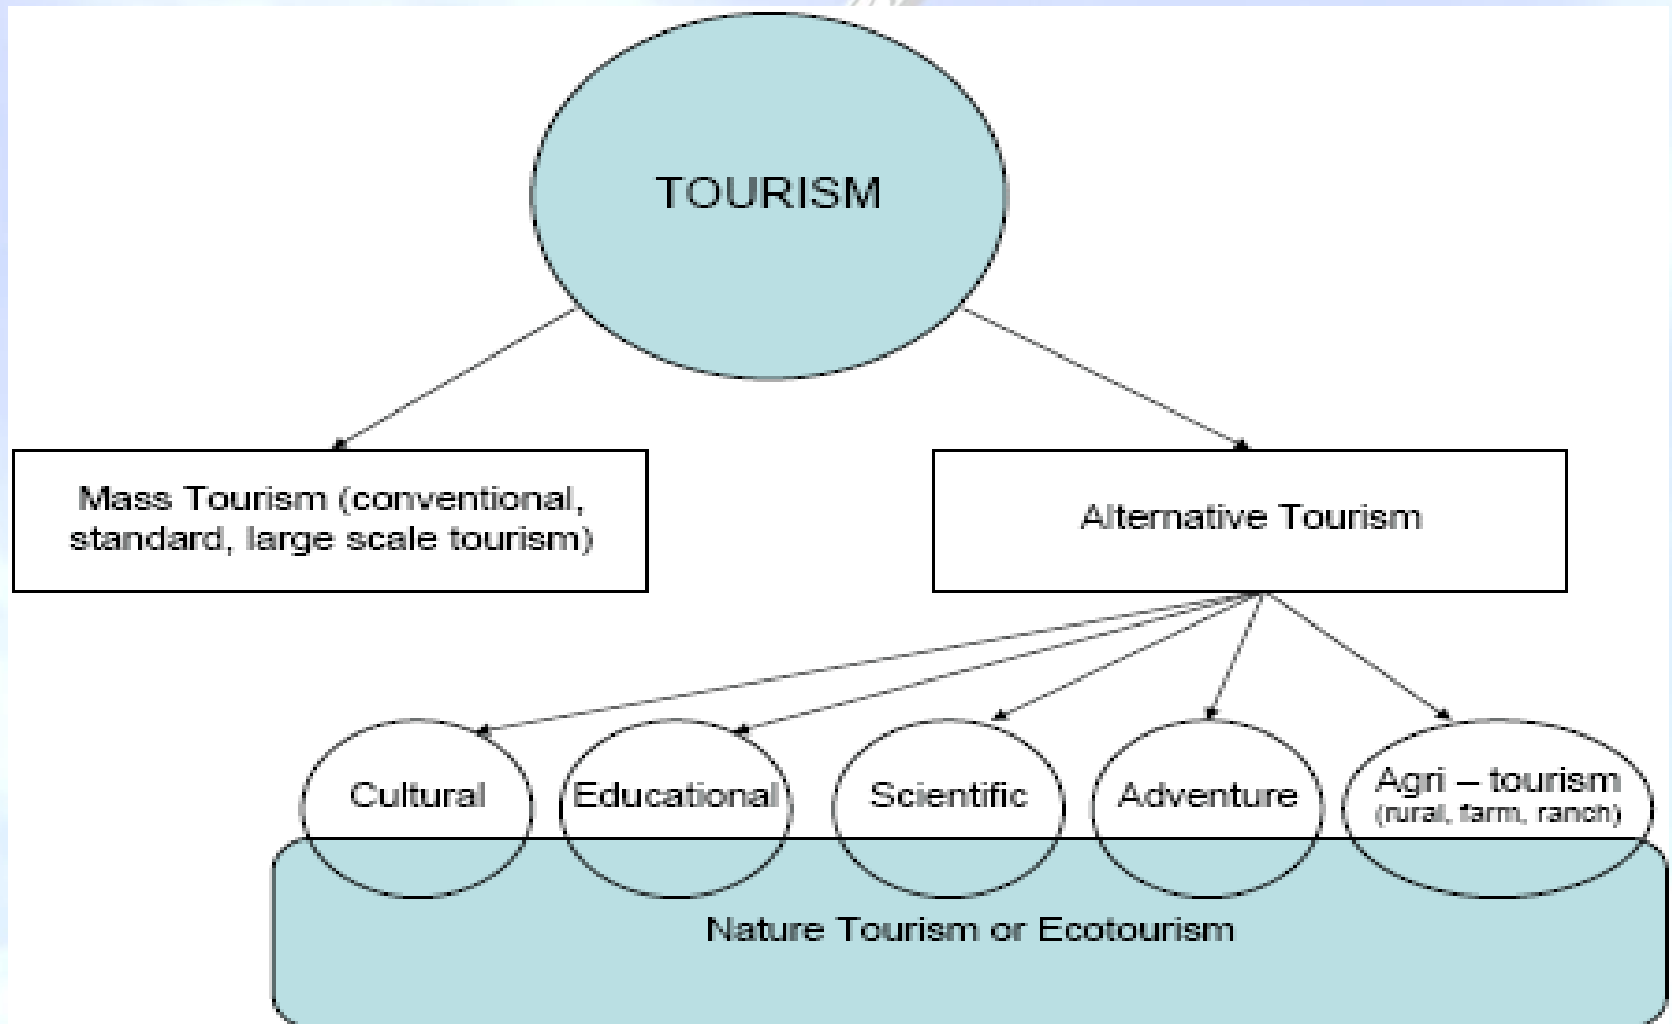 TOURISM
Mass Tourism (conventional,
standard, large scale tourism)
Alternative Tourism
Cultural
Educational
Scientific
Adventure
Agri – tourism
(rural, farm, ranch)
Nature Tourism or Ecotourism